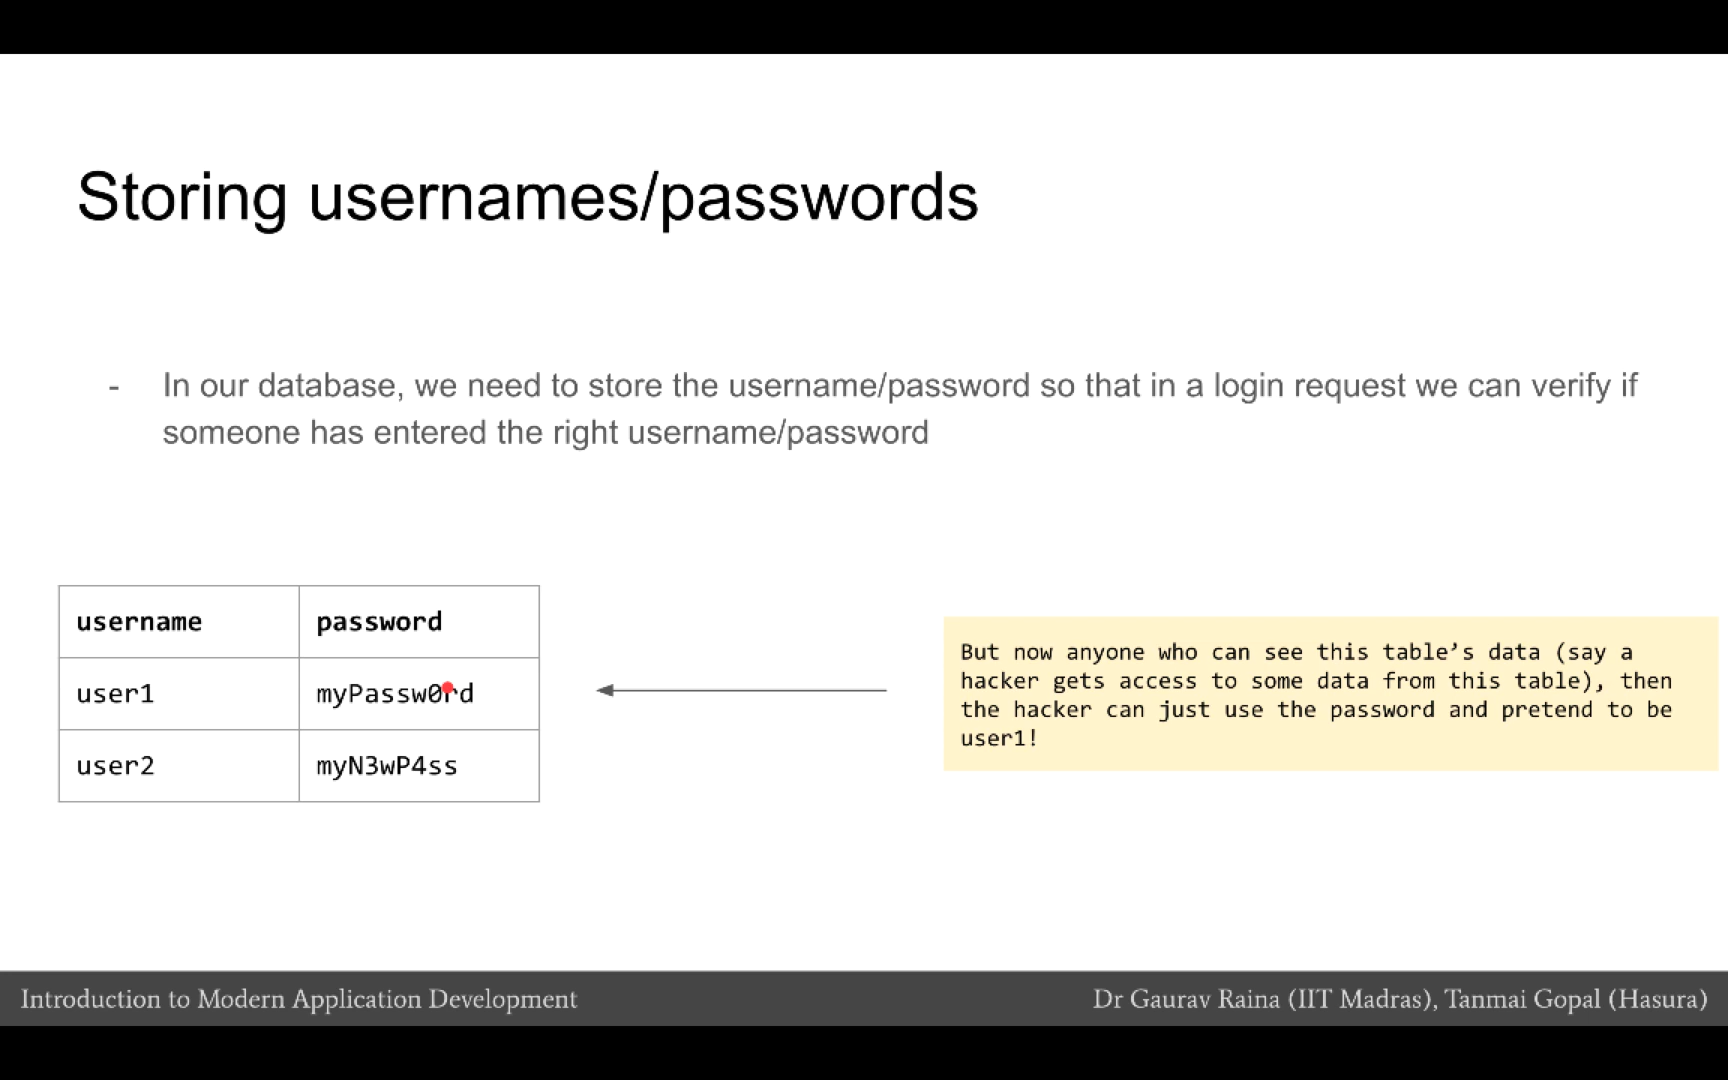 Storing usernames/passwords
- In our database, we need to store the username/password so that in a login request we can verify if
someone has entered the right username/password
username password
user1 myPassw0rd
user2 myN3wP4ss
But now anyone who can see this table’s data (say a
hacker gets access to some data from this table), then
the hacker can just use the password and pretend to be
user1!
Introduction to Modern Application Development
Dr Gaurav Raina (IIT Madras), Tanmai Gopal (Hasura)